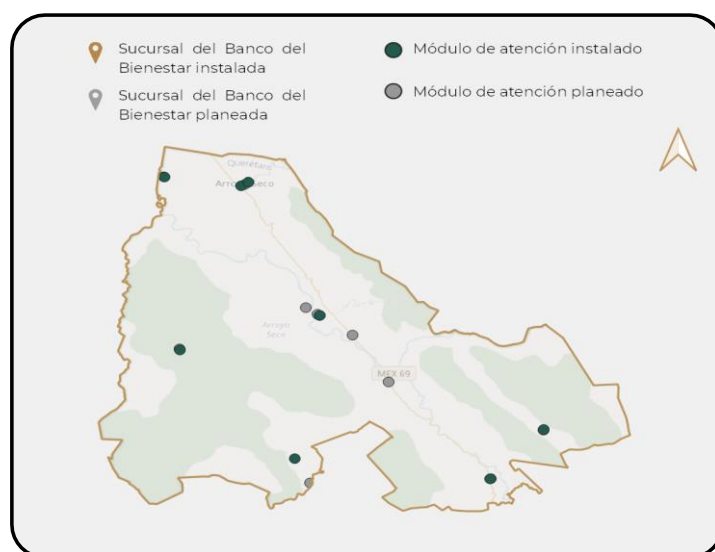 Sucursal del Banco del
Bienestar instalada
Sucursal del Banco del
Bienestar planeada
Módulo de atención instalado
Módulo de atención planeado
Querétaro
Arroyo Seco
Arroyo
Seco
MEX 69